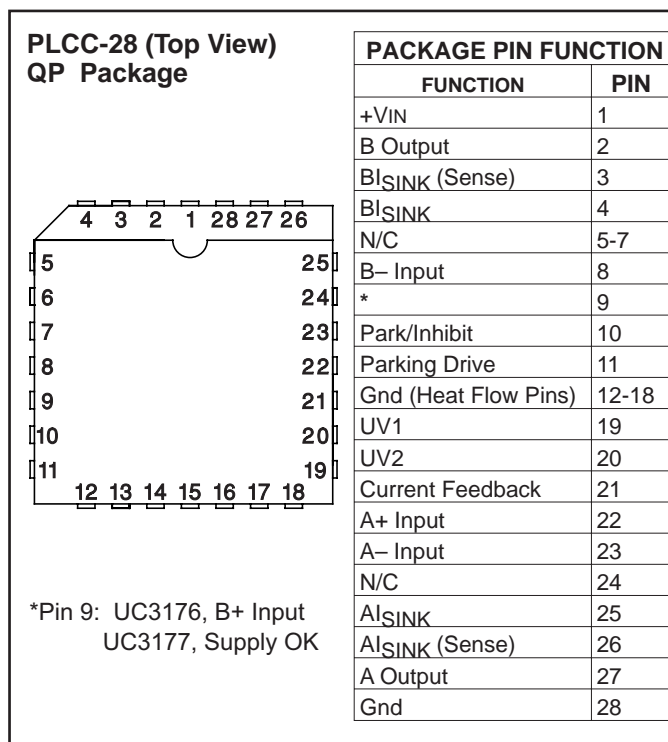 PLCC-28 (Top View)
QP Package
4 3 2 1 28 27 26
5 25
6 24
7 23
8 22
9 21
10 20
11 19
12 13 14 15 16 17 18
*Pin 9: UC3176, B+ Input
UC3177, Supply OK
PACKAGE PIN FUNCTION
FUNCTION PIN
+VIN 1
B Output 2
BISINK (Sense) 3
BISINK 4
N/C 5-7
B– Input 8
* 9
Park/Inhibit 10
Parking Drive 11
Gnd (Heat Flow Pins) 12-18
UV1 19
UV2 20
Current Feedback 21
A+ Input 22
A– Input 23
N/C 24
AISINK 25
AISINK (Sense) 26
A Output 27
Gnd 28